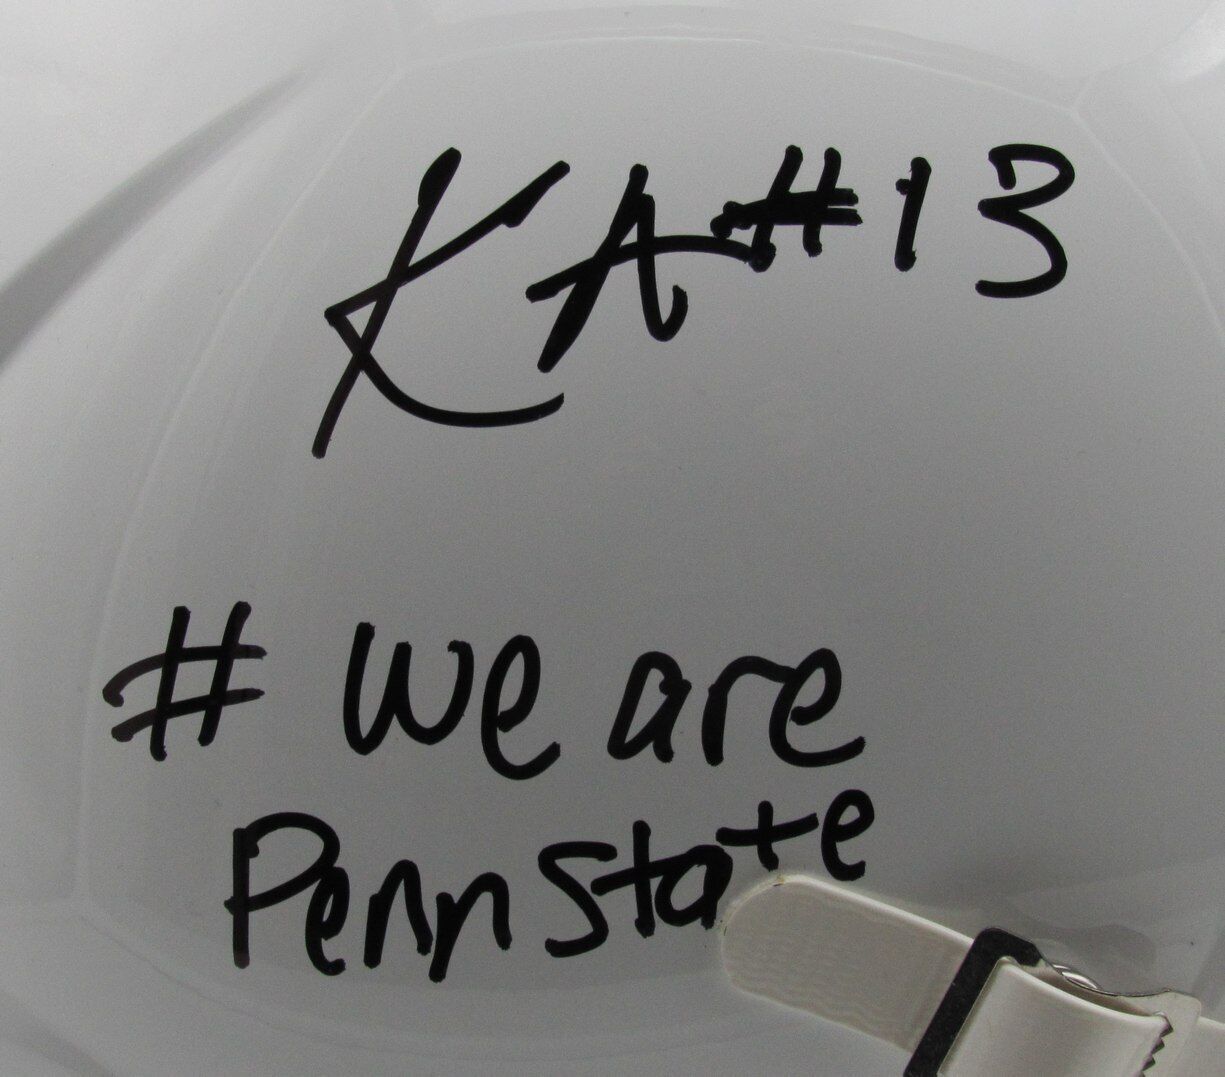 KA #13
# we are
Penn State